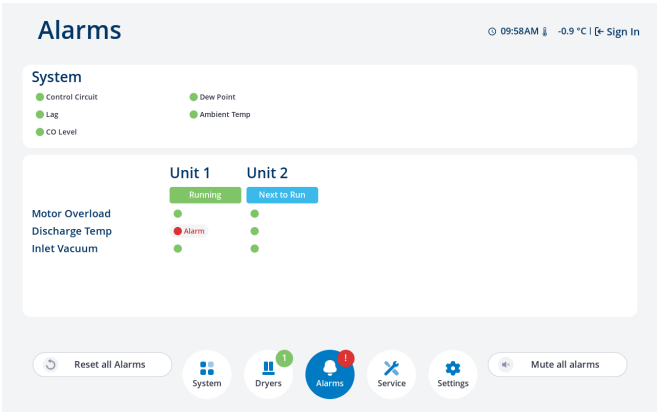 Alarms
09:58AM -0.9 °C | Sign In
System
Control Circuit Dew Point
Lag Ambient Temp
CO Level
Unit 1 Unit 2
Running Next to Run
Motor Overload
Discharge Temp Alarm
Inlet Vacuum
Reset all Alarms
1
!
Mute all alarms
System Dryers Alarms Service Settings